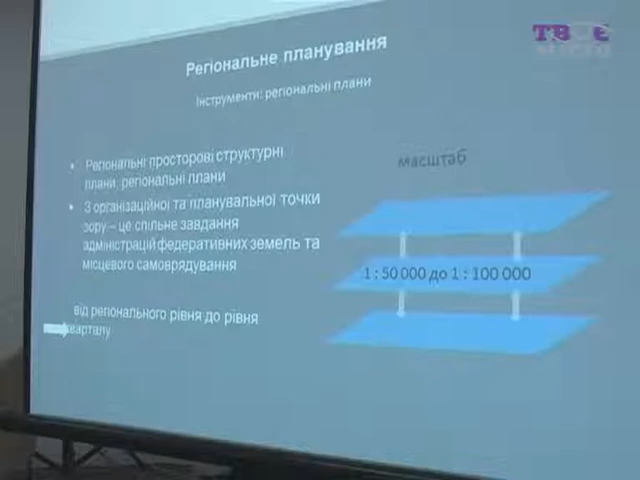 ТВОЄ
МІСТО
Регіональне планування
Інструменти: регіональні плани
• Регіональні просторові структурні
плани, регіональні плани
• З організаційної та планувальної точки
зору – це спільне завдання
адміністрацій федеративних земель та
місцевого самоврядування
від регіонального рівня до рівня
кварталу
масштаб
1 : 50 000 до 1 : 100 000